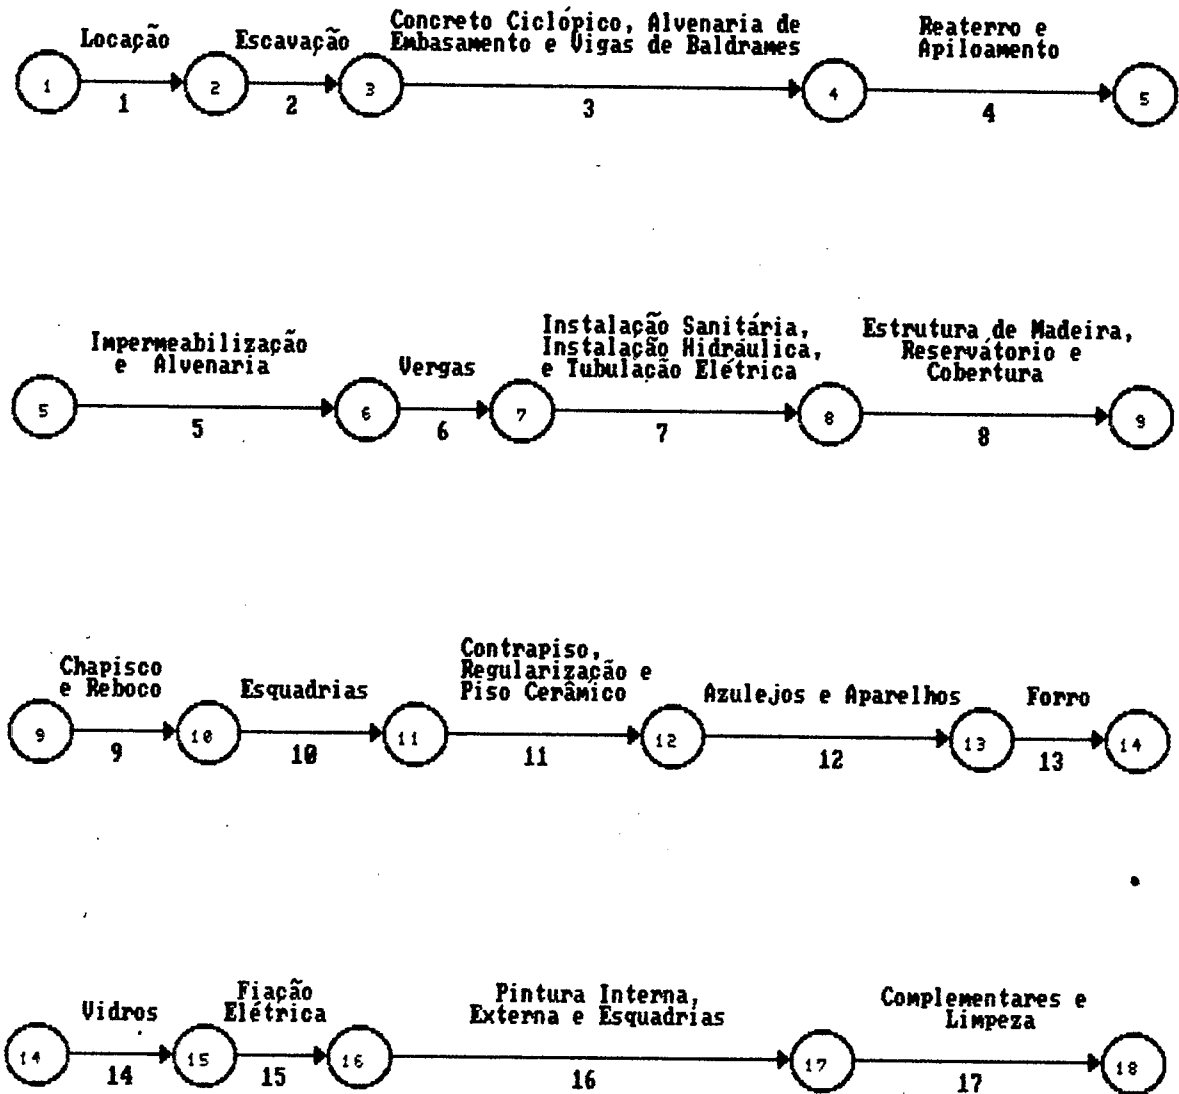 Locação
Escavação
Concreto Ciclópico, Alvenaria de
Embasamento e Vigas de Baldrames
Reaterro e
Apiloamento
1
2
3
4
5
1
2
3
4
Impermeabilização
e Alvenaria
Vergas
Instalação Sanitária,
Instalação Hidráulica,
e Tubulação Elétrica
Estrutura de Madeira,
Reservátorio e
Cobertura
5
6
7
8
9
5
6
7
8
Chapisco
e Reboco
Esquadrias
Contrapiso,
Regularização e
Piso Cerâmico
Azulejos e Aparelhos
Forro
9
10
11
12
13
14
9
10
11
12
13
Vidros
Fiação
Elétrica
Pintura Interna,
Externa e Esquadrias
Complementares e
Limpeza
14
15
16
17
18
14
15
16
17